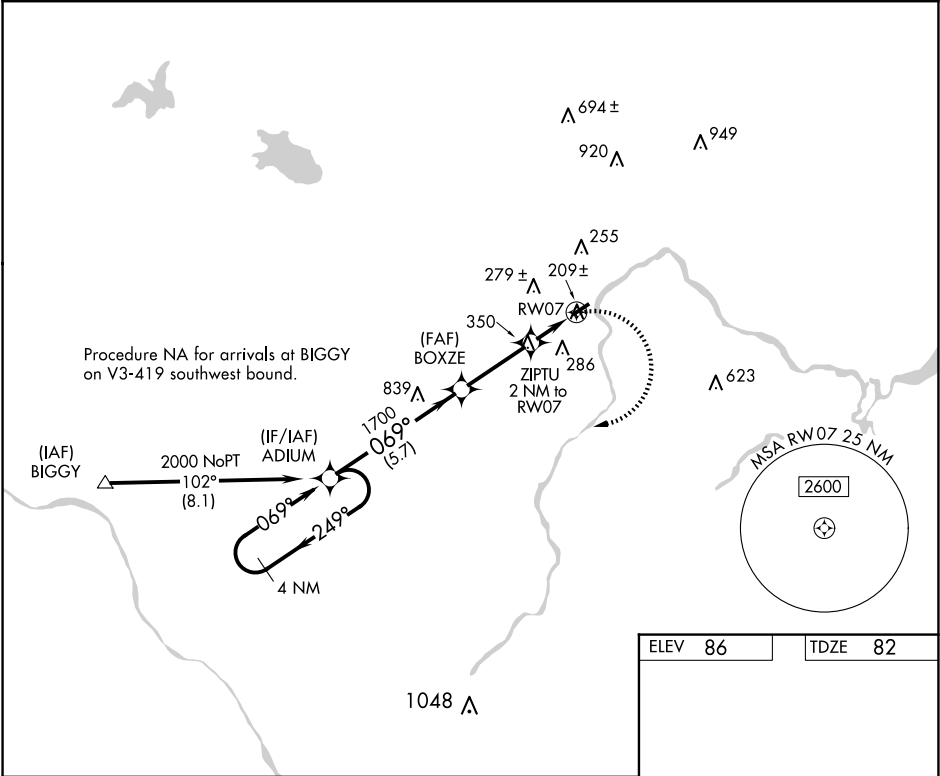 694 ±
949
920
255
279 ±
209 ±
RW07
350
(FAF)
BOXZE
286
Procedure NA for arrivals at BIGGY
on V3-419 southwest bound.
839
ZIPTU
2 NM to
RW07
623
1700
069°
(5.7)
(IF/IAF)
ADIUM
(IAF)
BIGGY
2000 NoPT
102°
(8.1)
MSA RW07 25 NM
2600
069°
249°
4 NM
ELEV 86
TDZE 82
1048